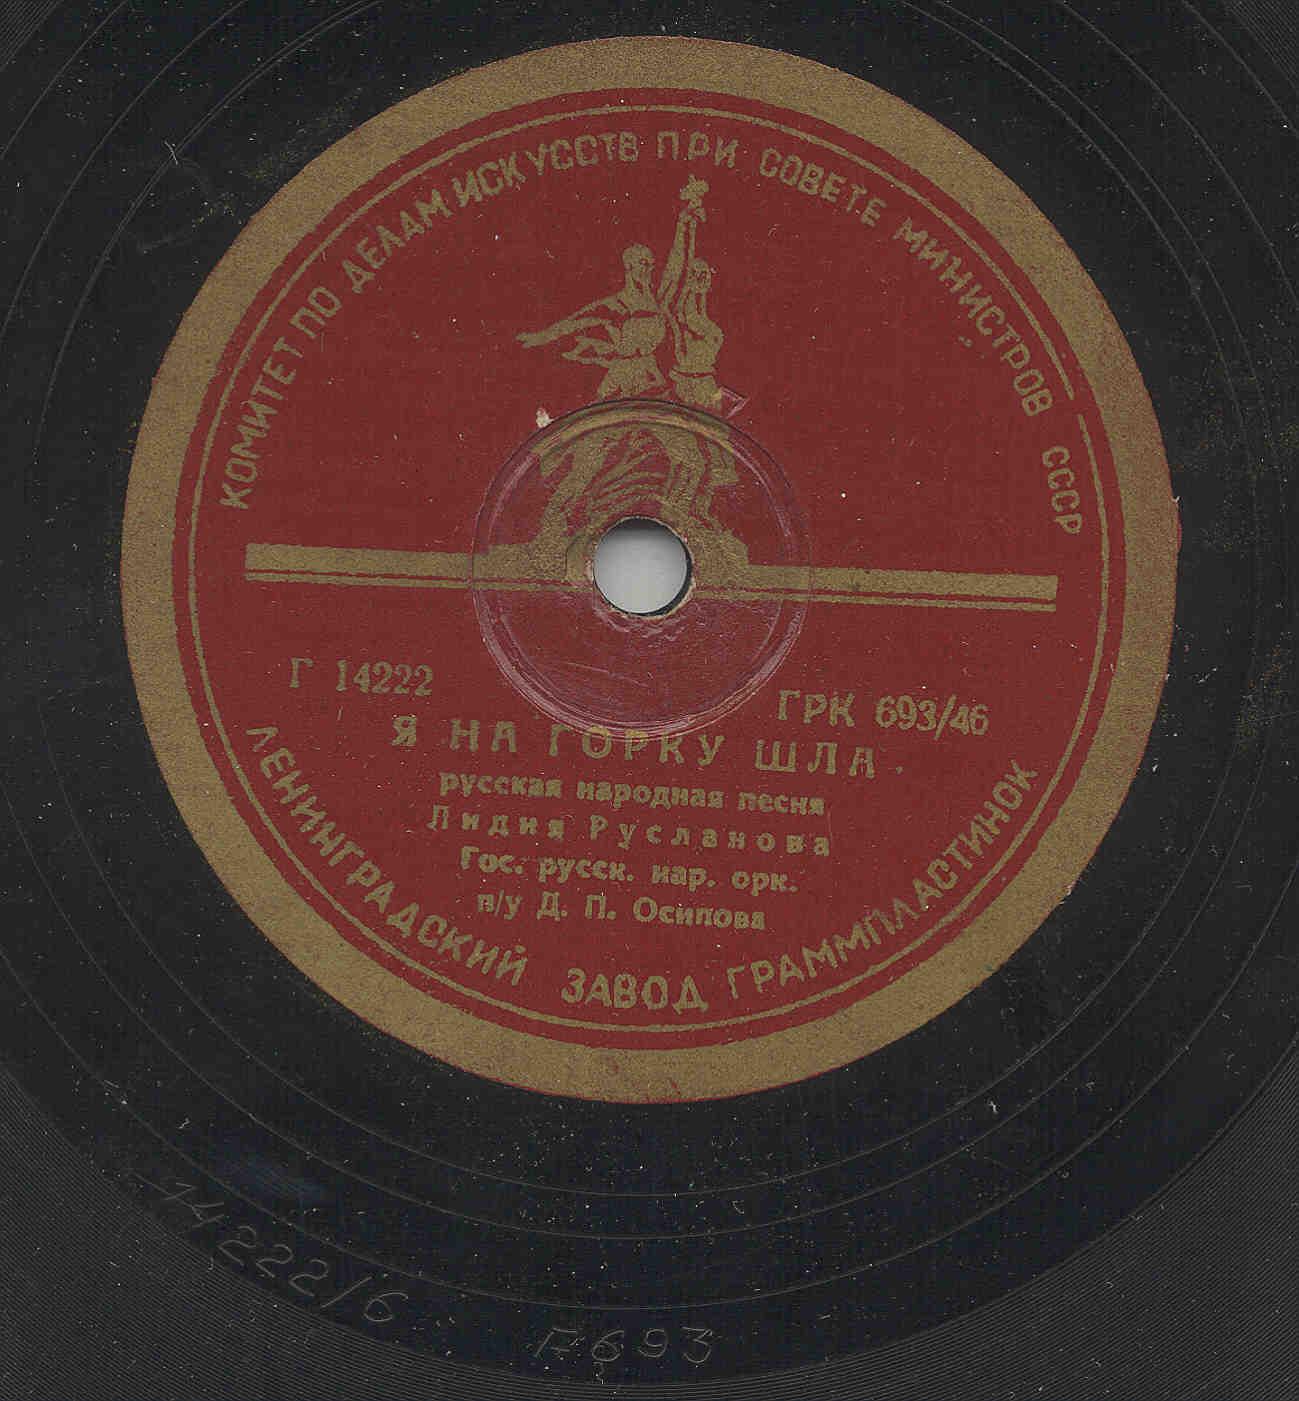 КОМИТЕТ ПО ДЕЛАМ ИСКУССТВ ПРИ СОВЕТЕ МИНИСТРОВ СССР
Г 14222
ГРК 693/46
Я НА ГОРКУ ШЛА
русская народная песня
Лидия Русланова
Гос. русск. нар. орк.
п/у Д. П. Осипова
ЛЕНИНГРАДСКИЙ ЗАВОД ГРАММПЛАСТИНОК
14222/6
Г693